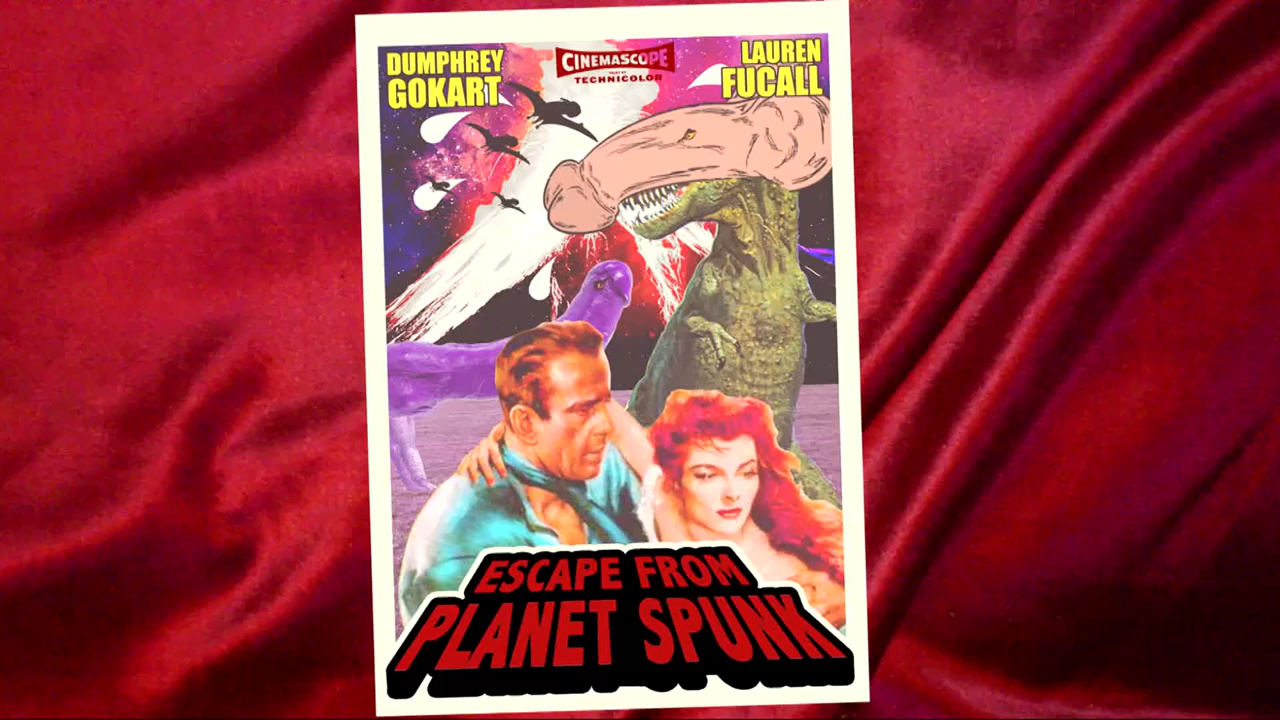 DUMPHREY
GOKART
CINEMASCOPE
TECHNICOLOR
LAUREN
FUCALL
ESCAPE FROM
PLANET SPUNK